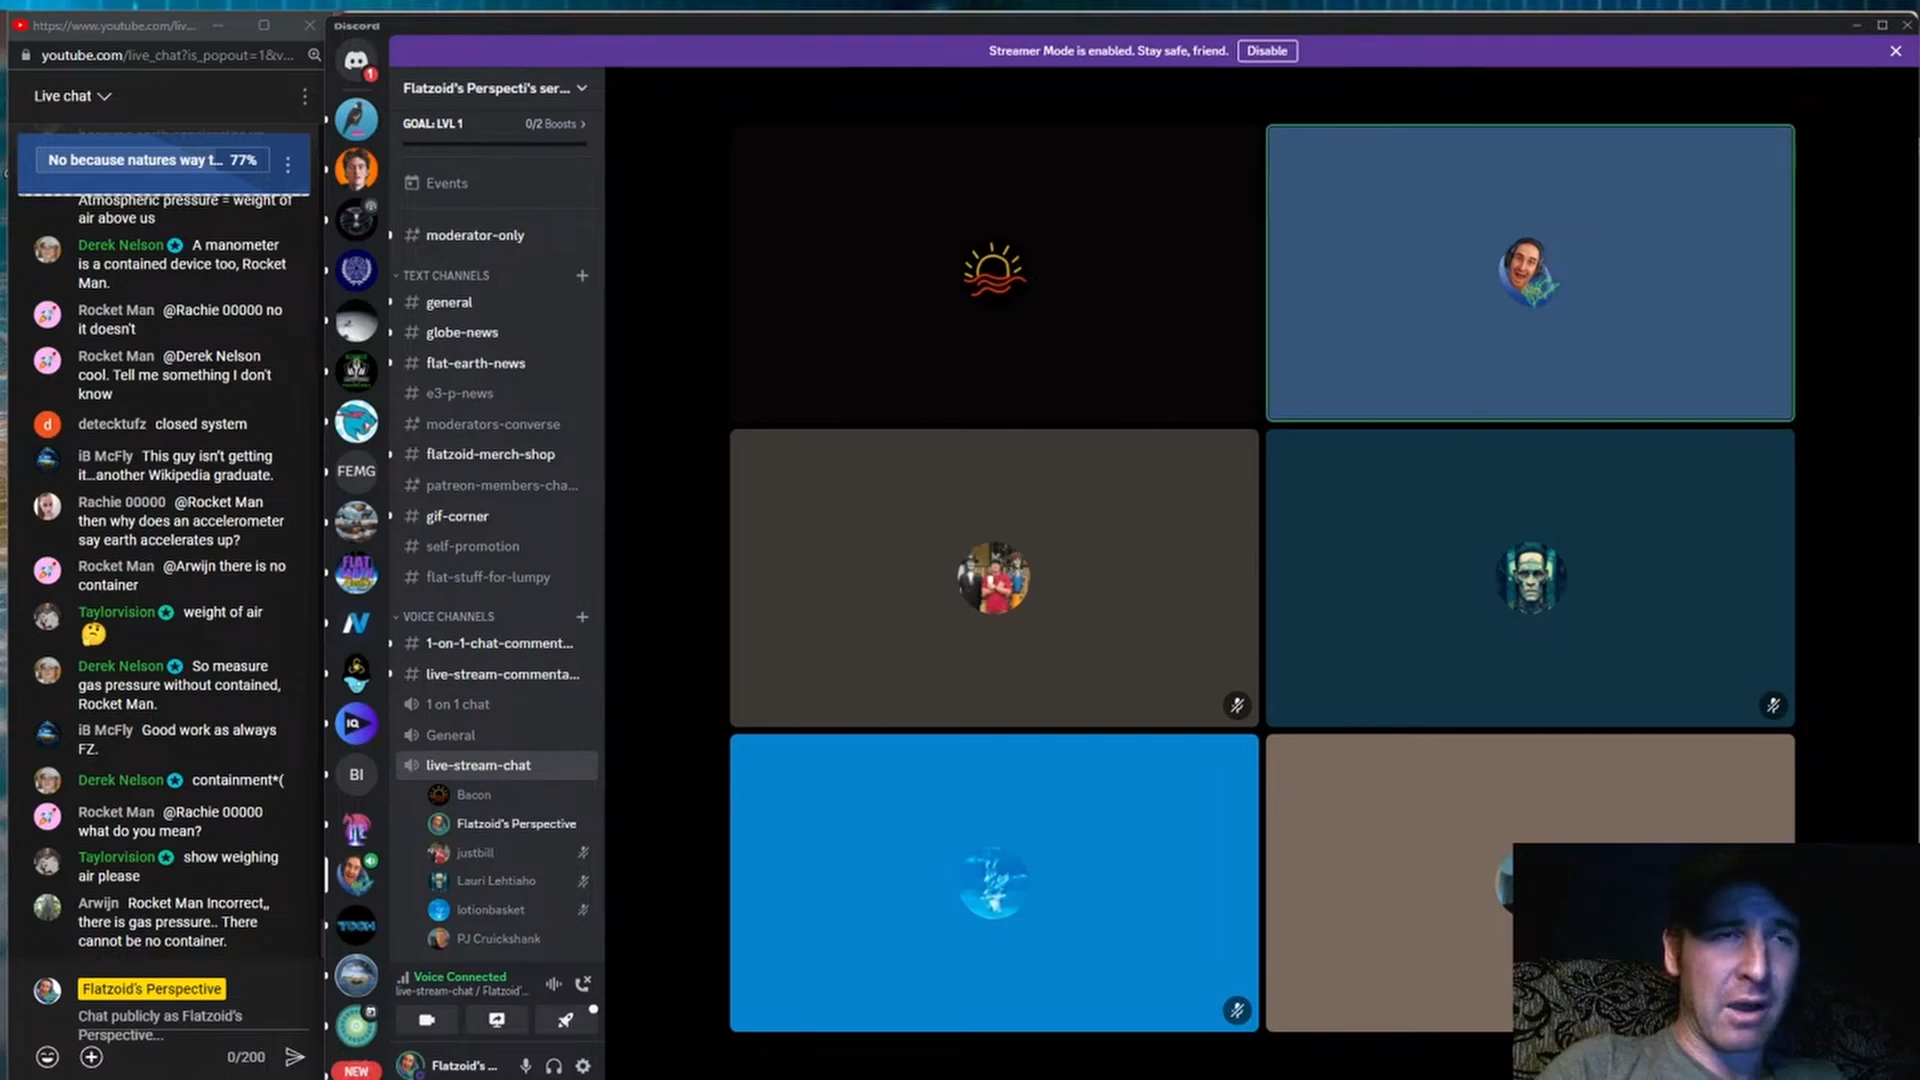 https://www.youtube.com/liv...
youtube.com/live_chat?is_popout=1&v...
Live chat
No because natures way t... 77%
Atmospheric pressure = weight of
air above us
Derek Nelson A manometer
is a contained device too, Rocket
Man.
Rocket Man @Rachie 00000 no
it doesn't
Rocket Man @Derek Nelson
cool. Tell me something I don't
know
d
detecktufz closed system
iB McFly This guy isn't getting
it...another Wikipedia graduate.
Rachie 00000 @Rocket Man
then why does an accelerometer
say earth accelerates up?
Rocket Man @Arwijn there is no
container
Taylorvision weight of air
🤔
Derek Nelson So measure
gas pressure without contained,
Rocket Man.
iB McFly Good work as always
FZ.
Derek Nelson containment*(
Rocket Man @Rachie 00000
what do you mean?
Taylorvision show weighing
air please
Arwijn Rocket Man Incorrect,,
there is gas pressure.. There
cannot be no container.
Flatzoid's Perspective
Chat publicly as Flatzoid's
Perspective...
0/200
Discord
1
FEMG
IQ
BI
NEW
Streamer Mode is enabled. Stay safe, friend. Disable
Flatzoid's Perspecti's ser...
GOAL: LVL 1 0/2 Boosts
Events
moderator-only
TEXT CHANNELS
general
globe-news
flat-earth-news
e3-p-news
moderators-converse
flatzoid-merch-shop
patreon-members-cha...
gif-corner
self-promotion
flat-stuff-for-lumpy
VOICE CHANNELS
1-on-1-chat-comment...
live-stream-commenta...
1 on 1 chat
General
live-stream-chat
Bacon
Flatzoid's Perspective
justbill
Lauri Lehtiaho
lotionbasket
PJ Cruickshank
Voice Connected
live-stream-chat / Flatzoid'...
Flatzoid's ...